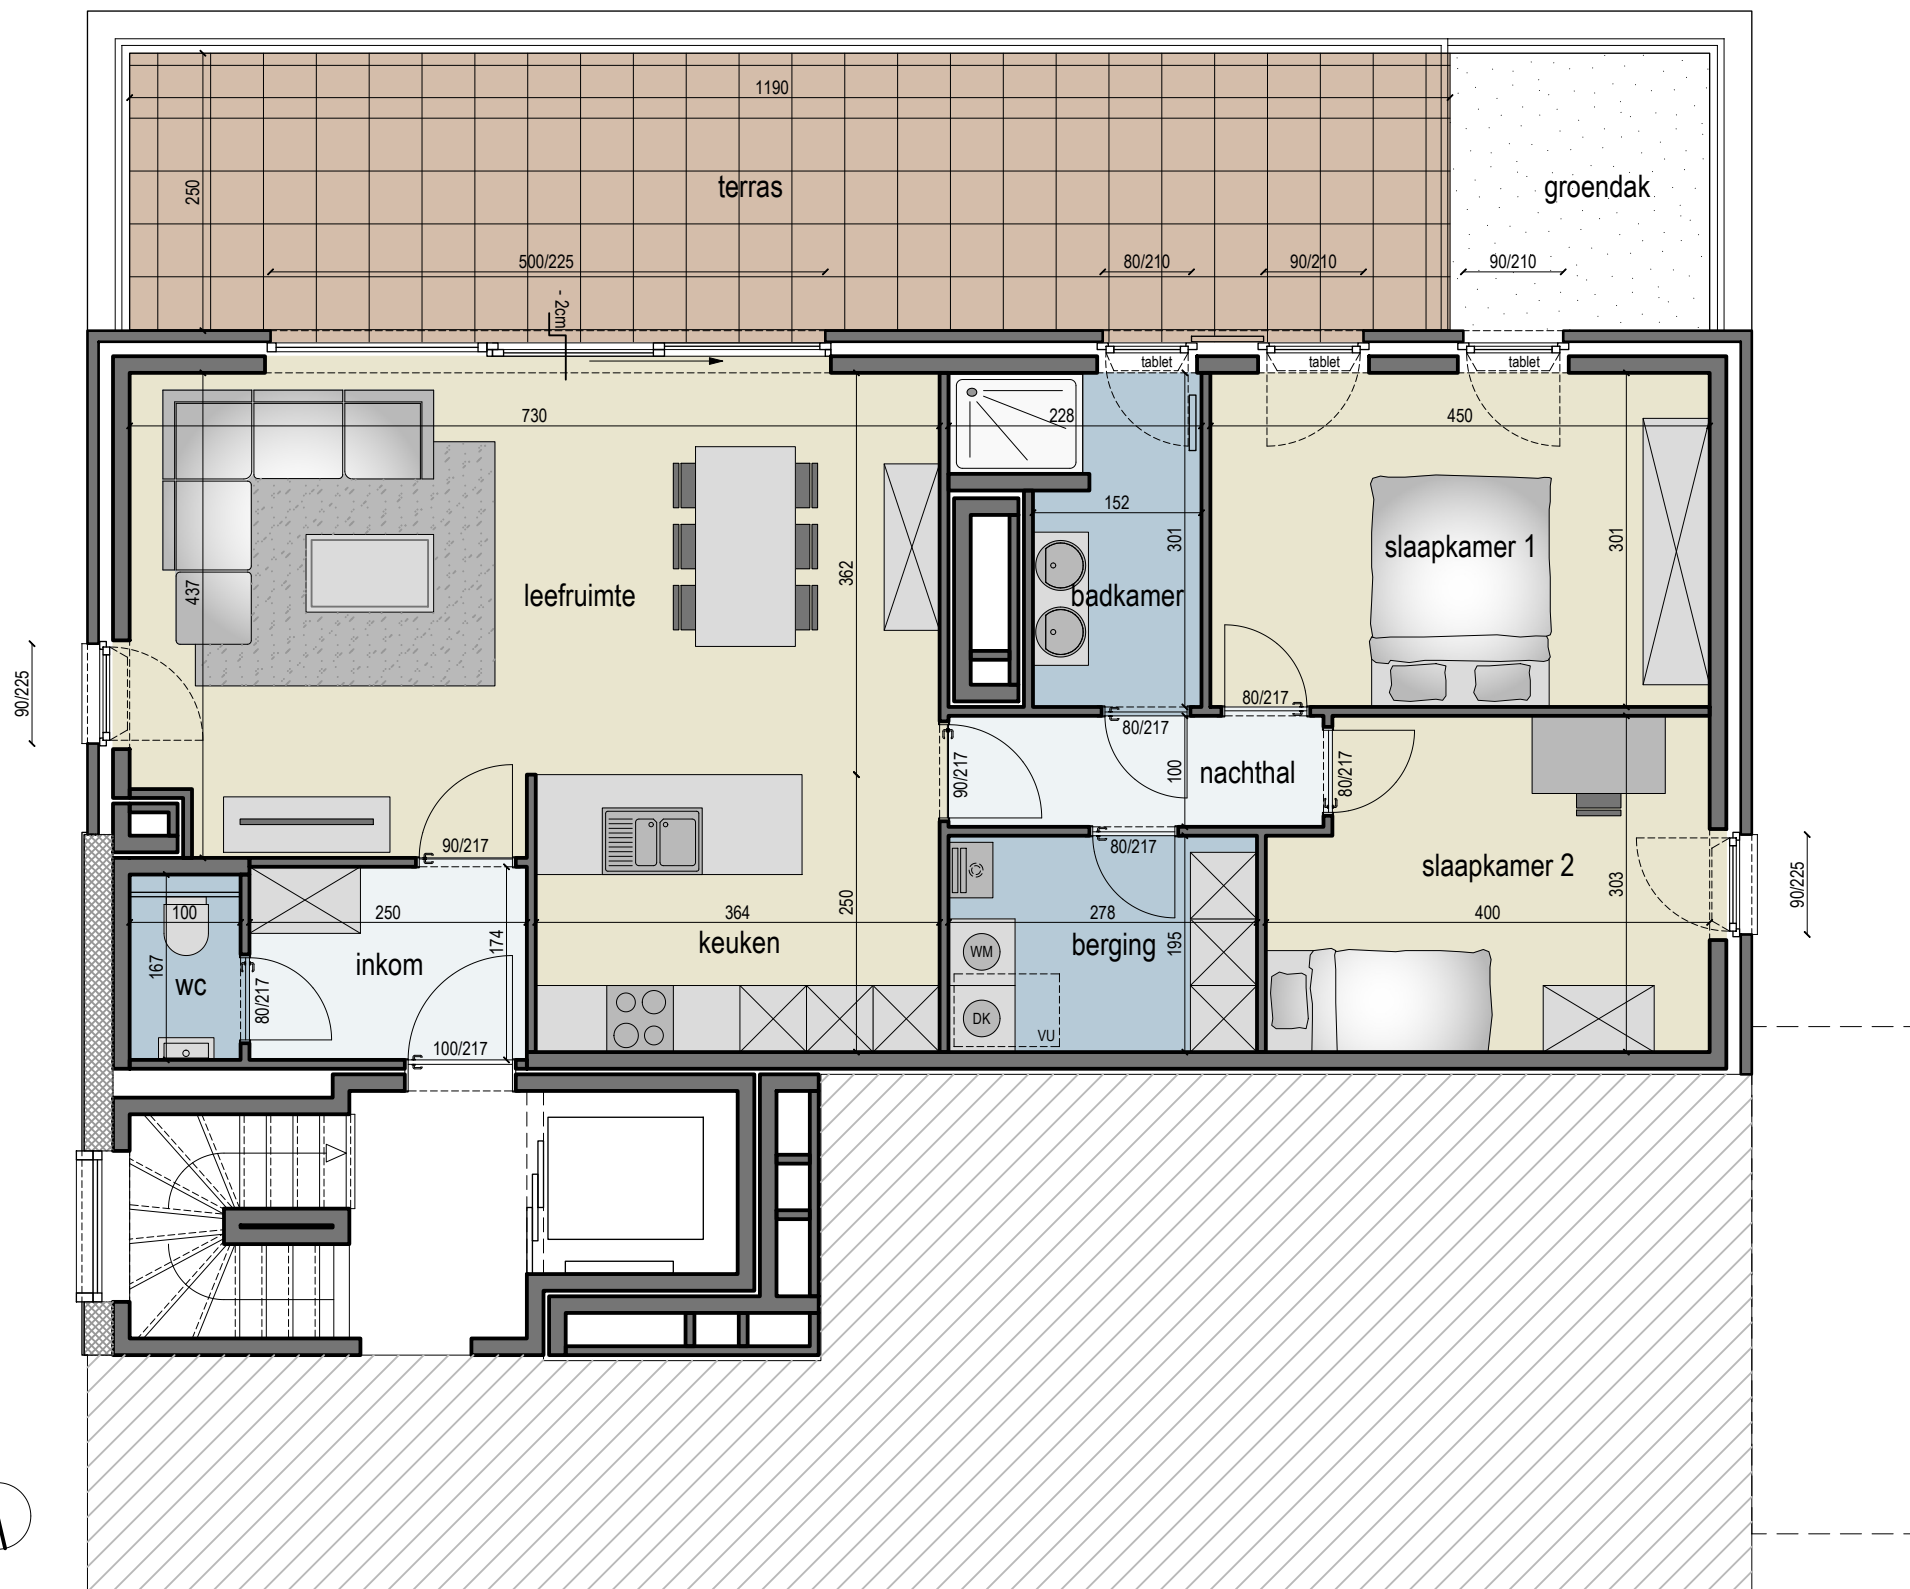 1190
250
terras
groendak
500/225
80/210
90/210
90/210
- 2cm
tablet
tablet
tablet
730
228
450
152
301
301
slaapkamer 1
362
437
leefruimte
badkamer
90/225
80/217
80/217
90/217
100
nachthal
80/217
90/217
80/217
slaapkamer 2
303
90/225
100
250
364
278
400
250
174
keuken
berging
195
inkom
167
wc
80/217
WM
DK
VU
100/217